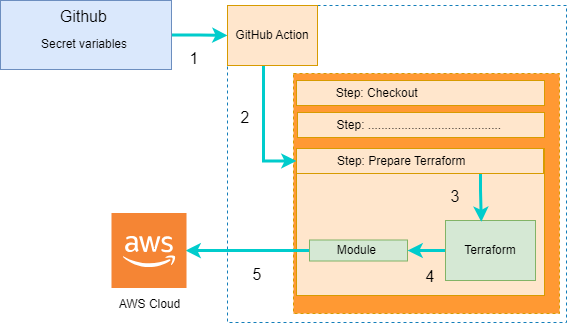 Github
Secret variables
1
GitHub Action
2
Step: Checkout
Step: ........................................
Step: Prepare Terraform
3
aws
Module
Terraform
5
4
AWS Cloud